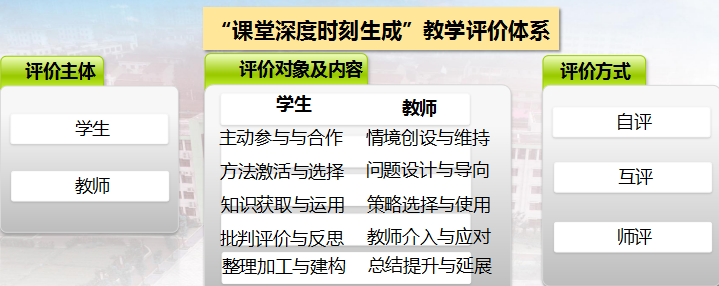 “课堂深度时刻生成”教学评价体系
评价主体
学生
教师
评价对象及内容
学生 教师
主动参与与合作 情境创设与维持
方法激活与选择 问题设计与导向
知识获取与运用 策略选择与使用
批判评价与反思 教师介入与应对
整理加工与建构 总结提升与延展
评价方式
自评
互评
师评